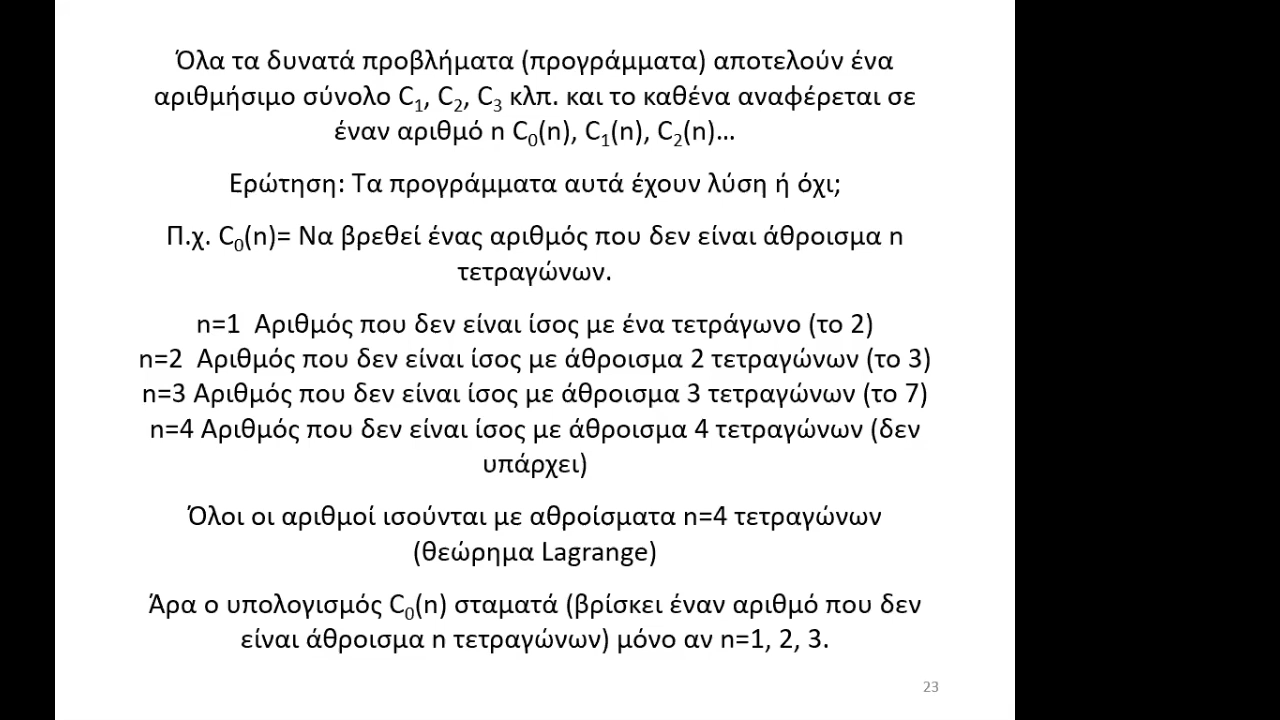 Όλα τα δυνατά προβλήματα (προγράμματα) αποτελούν ένα
αριθμήσιμο σύνολο C₁, C₂, C₃ κλπ. και το καθένα αναφέρεται σε
έναν αριθμό n C₀(n), C₁(n), C₂(n)…
Ερώτηση: Τα προγράμματα αυτά έχουν λύση ή όχι;
Π.χ. C₀(n)= Να βρεθεί ένας αριθμός που δεν είναι άθροισμα n
τετραγώνων.
n=1 Αριθμός που δεν είναι ίσος με ένα τετράγωνο (το 2)
n=2 Αριθμός που δεν είναι ίσος με άθροισμα 2 τετραγώνων (το 3)
n=3 Αριθμός που δεν είναι ίσος με άθροισμα 3 τετραγώνων (το 7)
n=4 Αριθμός που δεν είναι ίσος με άθροισμα 4 τετραγώνων (δεν
υπάρχει)
Όλοι οι αριθμοί ισούνται με αθροίσματα n=4 τετραγώνων
(θεώρημα Lagrange)
Άρα ο υπολογισμός C₀(n) σταματά (βρίσκει έναν αριθμό που δεν
είναι άθροισμα n τετραγώνων) μόνο αν n=1, 2, 3.
23